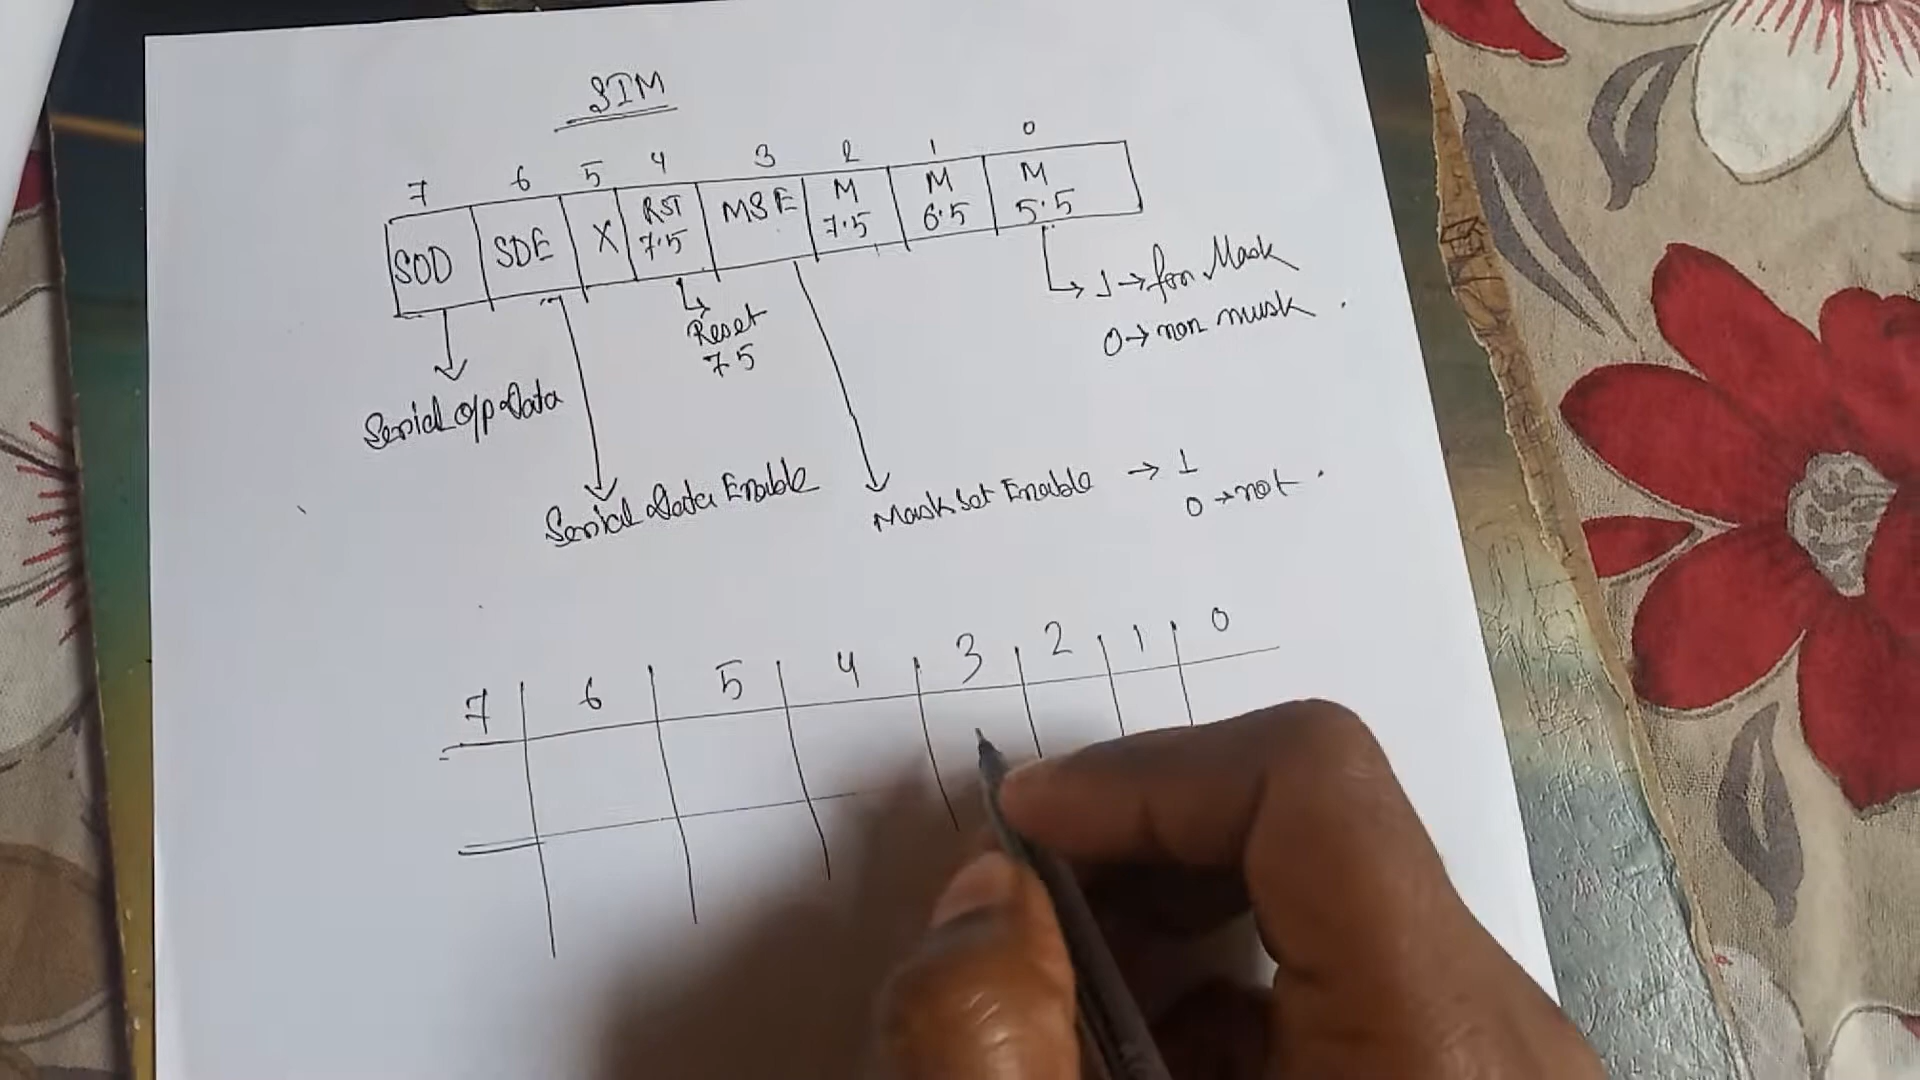 SIM
7 6 5 4 3 2 1 0
SOD SDE X RST 7.5 MSE M 7.5 M 6.5 M 5.5
1 → for Mask
0 → non musk.
Reset
7.5
Serial o/p Data
Serial Data Enable
Mask Set Enable → 1
0 → not.
7 6 5 4 3 2 1 0